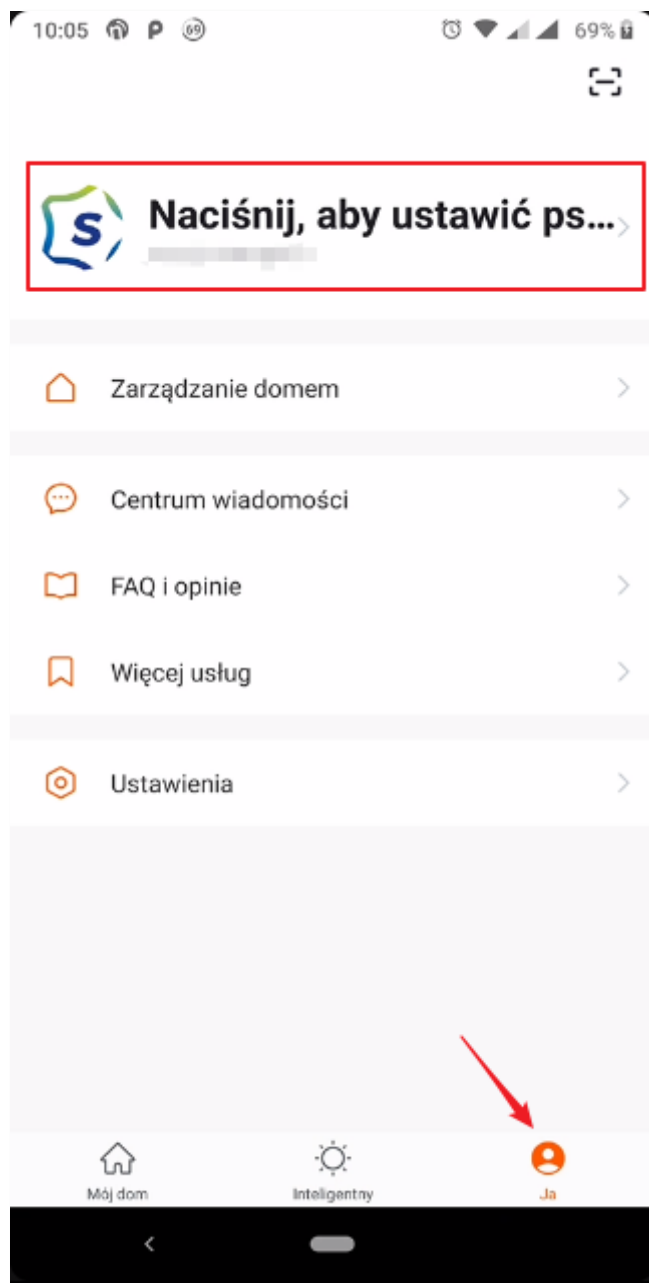 10:05 P 69 69%
S
Naciśnij, aby ustawić ps...
Zarządzanie domem
Centrum wiadomości
FAQ i opinie
Więcej usług
Ustawienia
Mój dom Inteligentny Ja